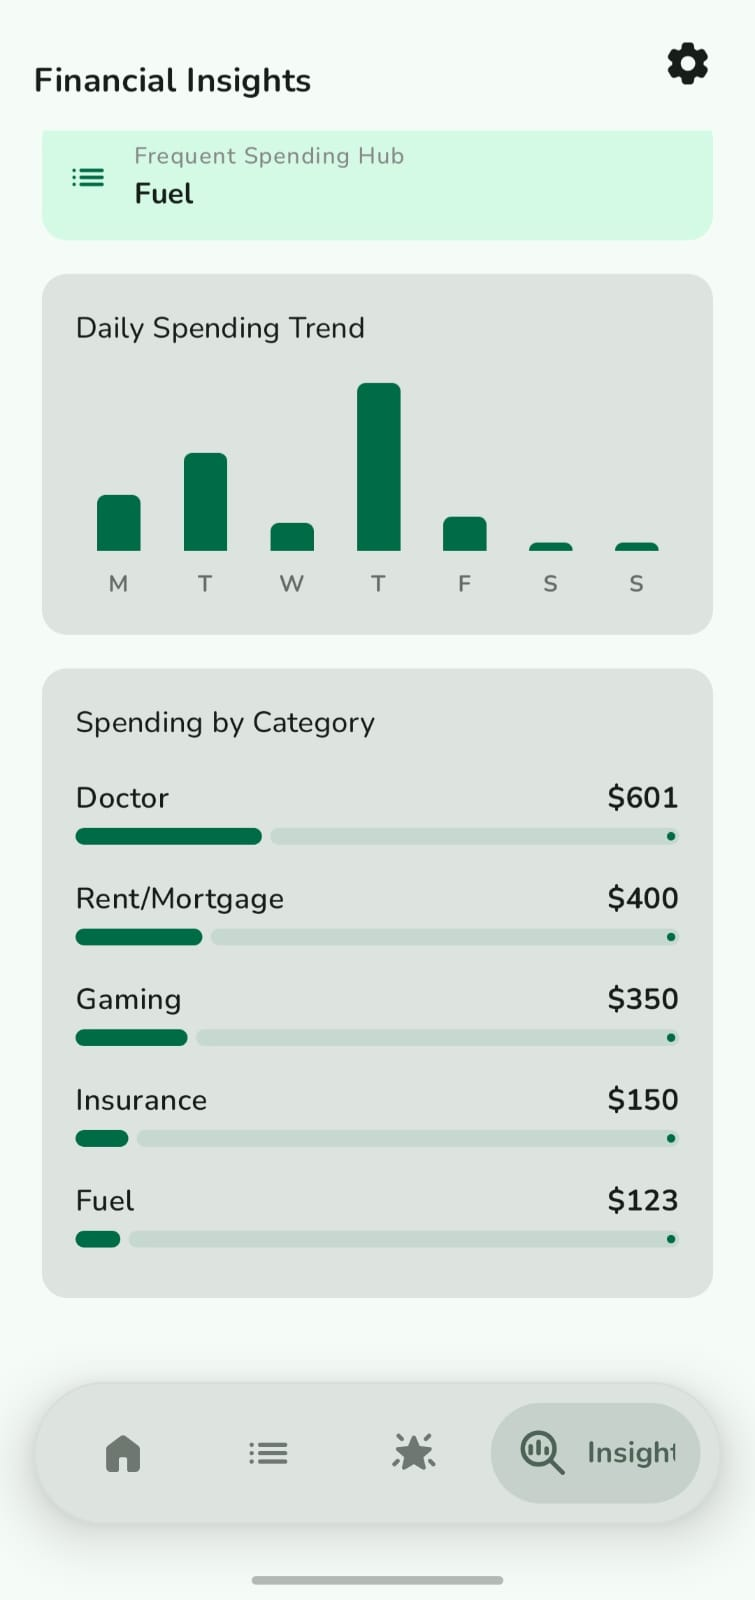 Financial Insights
Frequent Spending Hub
Fuel
Daily Spending Trend
M T W T F S S
Spending by Category
Doctor $601
Rent/Mortgage $400
Gaming $350
Insurance $150
Fuel $123
Insight